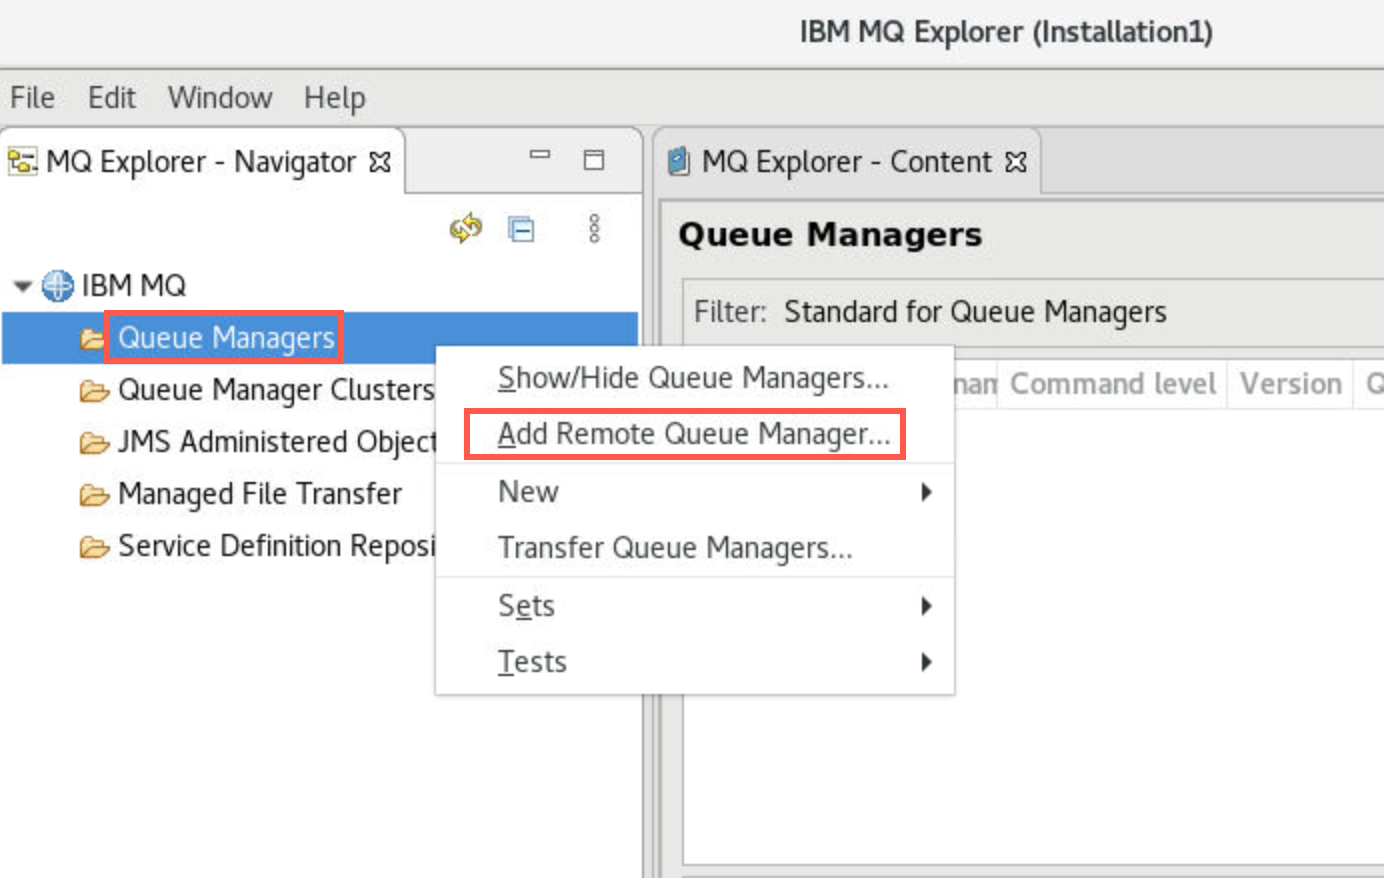 IBM MQ Explorer (Installation1)
File Edit Window Help
MQ Explorer - Navigator
MQ Explorer - Content
Queue Managers
IBM MQ
Filter: Standard for Queue Managers
Queue Managers
Queue Manager Clusters
JMS Administered Object
Managed File Transfer
Service Definition Reposi
Show/Hide Queue Managers...
Add Remote Queue Manager...
New
Transfer Queue Managers...
Sets
Tests
Command level Version